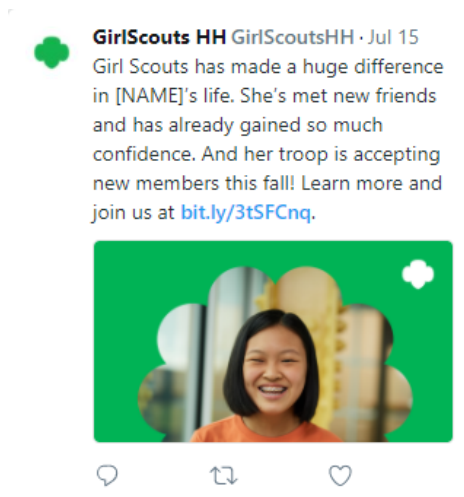 GirlScouts HH GirlScoutsHH · Jul 15
Girl Scouts has made a huge difference
in [NAME]’s life. She’s met new friends
and has already gained so much
confidence. And her troop is accepting
new members this fall! Learn more and
join us at bit.ly/3tSFCnq.